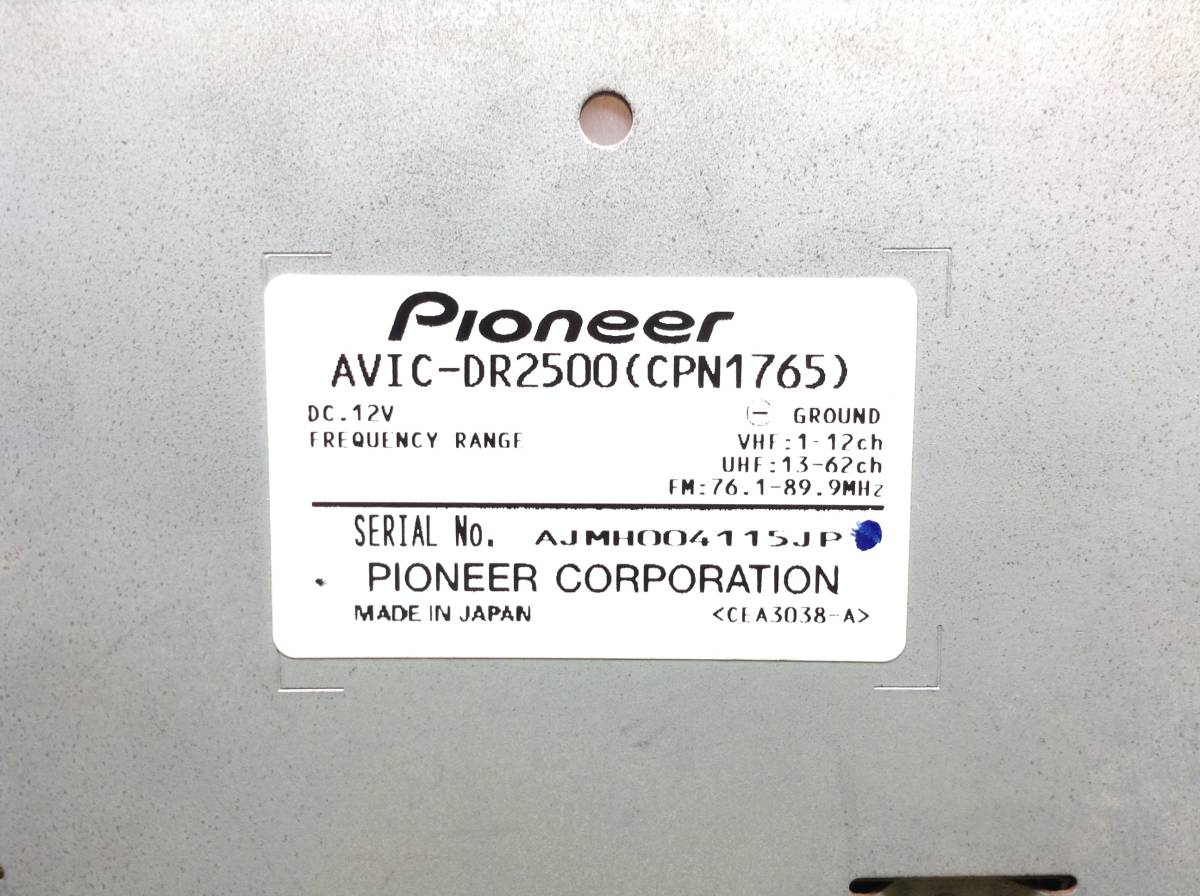 Pioneer
AVIC-DR2500(CPN1765)
DC.12V ⊖ GROUND
FREQUENCY RANGE VHF:1-12ch
UHF:13-62ch
FM:76.1-89.9MHz
SERIAL No. AJMH004115JP
PIONEER CORPORATION
MADE IN JAPAN <CEA3038-A>